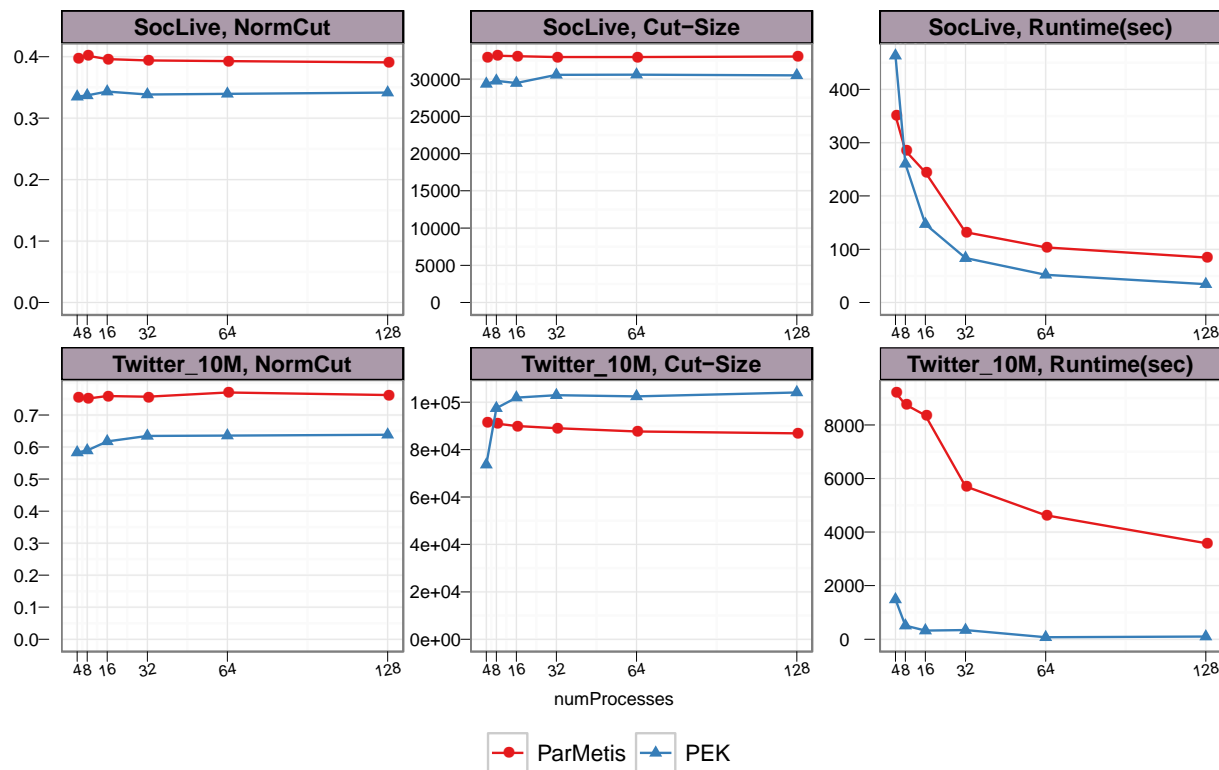 SocLive, NormCut
SocLive, Cut−Size
SocLive, Runtime(sec)
0.4
0.3
0.2
0.1
0.0
4 8 16 32 64 128
30000
25000
20000
15000
10000
5000
0
4 8 16 32 64 128
400
300
200
100
0
4 8 16 32 64 128
Twitter_10M, NormCut
Twitter_10M, Cut−Size
Twitter_10M, Runtime(sec)
0.7
0.6
0.5
0.4
0.3
0.2
0.1
0.0
4 8 16 32 64 128
1e+05
8e+04
6e+04
4e+04
2e+04
0e+00
4 8 16 32 64 128
8000
6000
4000
2000
0
4 8 16 32 64 128
numProcesses
ParMetis PEK